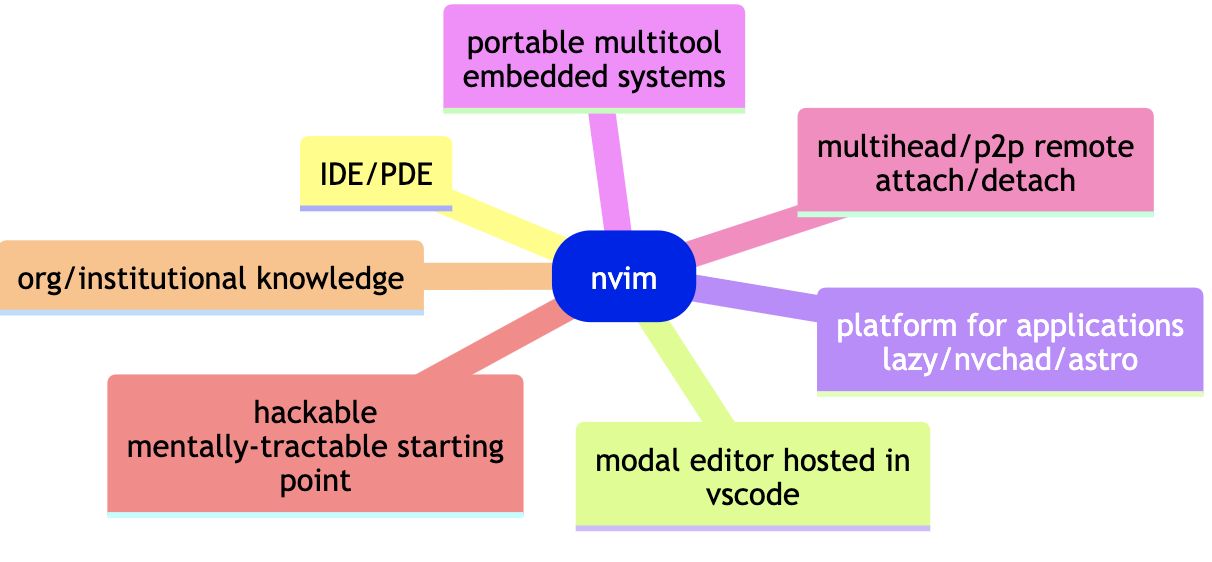 portable multitool
embedded systems
multihead/p2p remote
attach/detach
IDE/PDE
org/institutional knowledge
nvim
platform for applications
lazy/nvchad/astro
hackable
mentally-tractable starting
point
modal editor hosted in
vscode